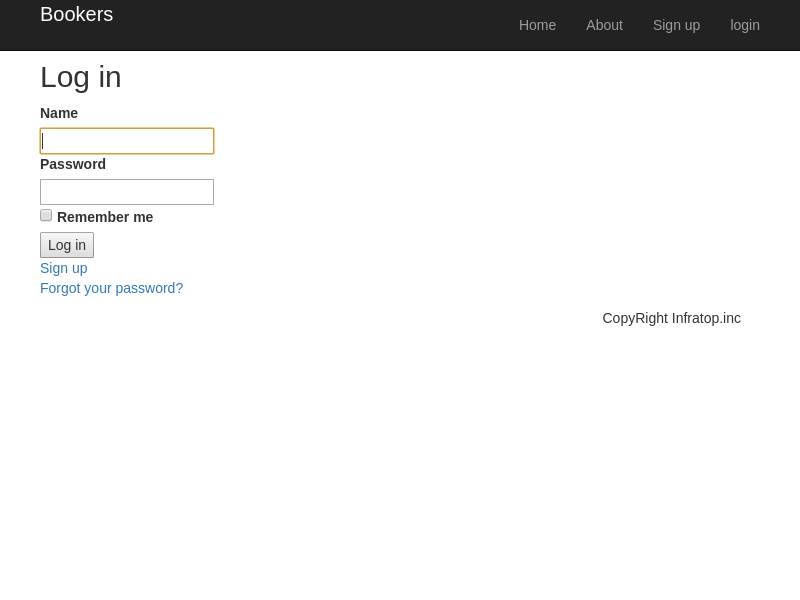 Bookers
Home About Sign up login
Log in
Name
Password
Remember me
Log in
Sign up
Forgot your password?
CopyRight Infratop.inc